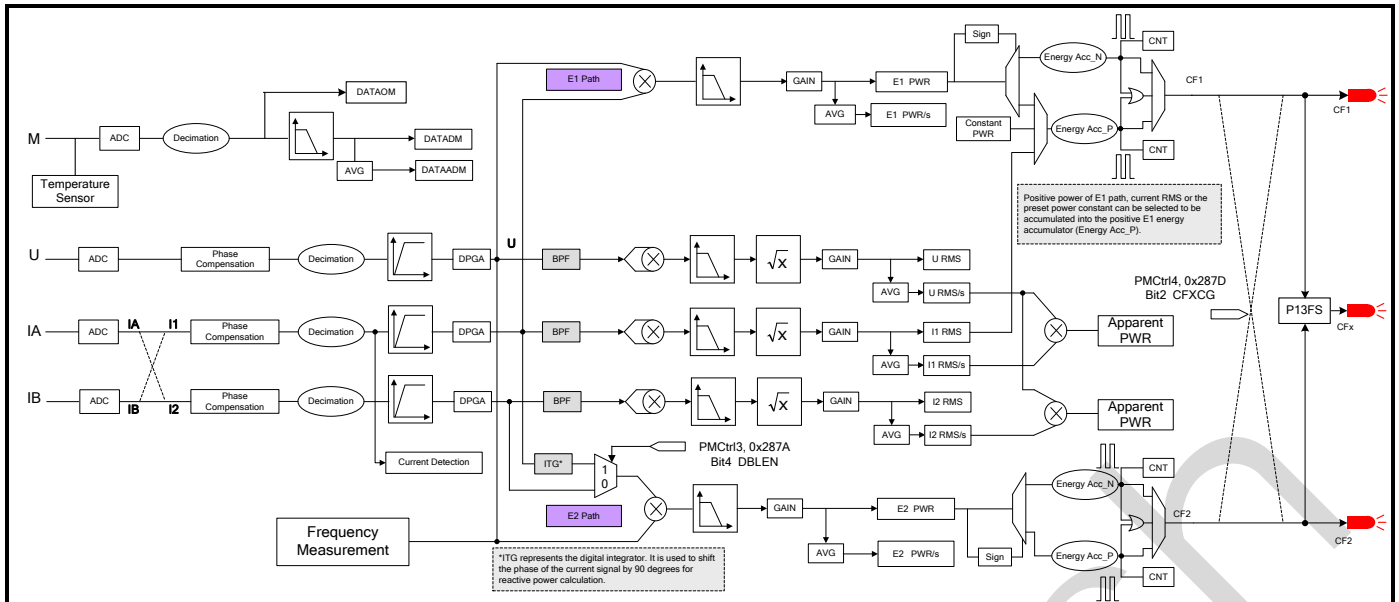 Sign
CNT
E1 Path
GAIN
E1 PWR
Energy Acc_N
CF1
CF1
DATAOM
M
ADC
Decimation
DATADM
AVG
E1 PWR/s
Constant
PWR
Energy Acc_P
CNT
AVG
DATAADM
Temperature
Sensor
Positive power of E1 path, current RMS or the
preset power constant can be selected to be
accumulated into the positive E1 energy
accumulator (Energy Acc_P).
U
ADC
Phase
Compensation
Decimation
DPGA
U
BPF
√x
GAIN
U RMS
AVG
U RMS/s
PMCtrl4, 0x287D
Bit2 CFXCG
P13FS
CFx
IA
ADC
IA
I1
Phase
Compensation
Decimation
DPGA
BPF
√x
GAIN
I1 RMS
AVG
I1 RMS/s
Apparent
PWR
IB
ADC
IB
I2
Phase
Compensation
Decimation
DPGA
BPF
√x
GAIN
I2 RMS
AVG
I2 RMS/s
Apparent
PWR
Current Detection
ITG*
1
0
PMCtrl3, 0x287A
Bit4 DBLEN
E2 Path
GAIN
E2 PWR
AVG
E2 PWR/s
Sign
Energy Acc_N
CNT
Energy Acc_P
CNT
CF2
CF2
Frequency
Measurement
*ITG represents the digital integrator. It is used to shift
the phase of the current signal by 90 degrees for
reactive power calculation.